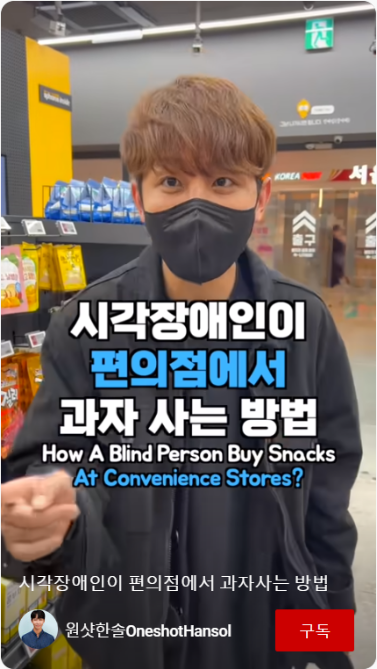 KOREA
출구
시각장애인이
편의점에서
과자 사는 방법
How A Blind Person Buy Snacks
At Convenience Stores?
시각장애인이 편의점에서 과자사는 방법
원샷한솔OneshotHansol
구독